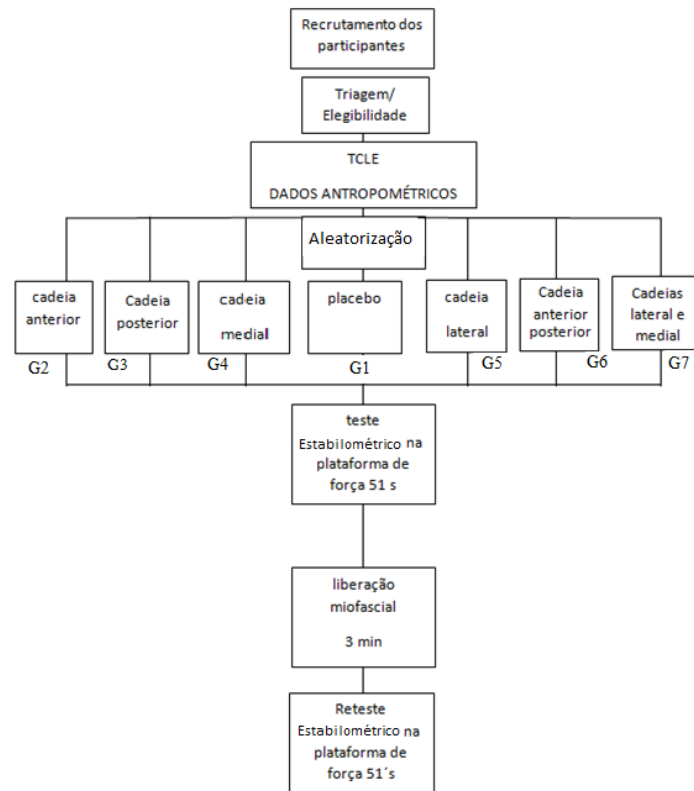 Recrutamento dos
participantes
Triagem/
Elegibilidade
TCLE
DADOS ANTROPOMÉTRICOS
Aleatorização
cadeia
anterior
Cadeia
posterior
cadeia
medial
placebo
cadeia
lateral
Cadeia
anterior
posterior
Cadeias
lateral e
medial
G2
G3
G4
G1
G5
G6
G7
teste
Estabilométrico na
plataforma de
força 51 s
liberação
miofascial
3 min
Reteste
Estabilométrico na
plataforma de
força 51´s